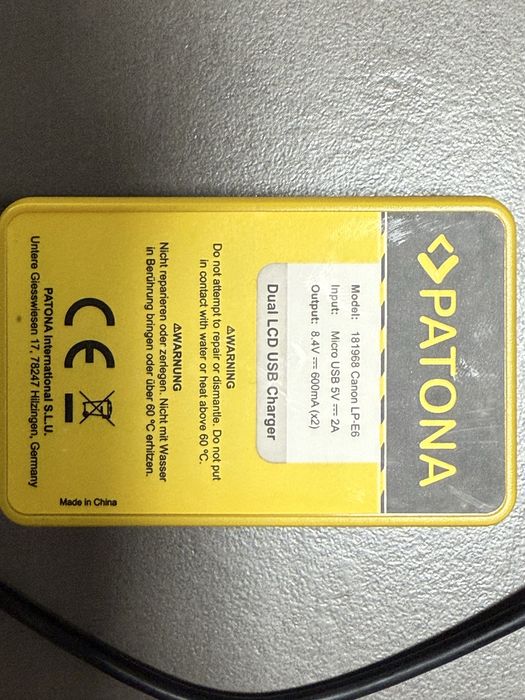 PATONA
Model: 181968 Canon LP-E6
Input: Micro USB 5V ⎓ 2A
Output: 8.4V ⎓ 600mA (x2)
Dual LCD USB Charger
⚠WARNING
Do not attempt to repair or dismantle. Do not put
in contact with water or heat above 60 ºC.
⚠WARNUNG
Nicht reparieren oder zerlegen. Nicht mit Wasser
in Berührung bringen oder über 60 ºC erhitzen.
CE
PATONA International S.L.U.
Untere Giesswiesen 17, 78247 Hilzingen, Germany
Made in China